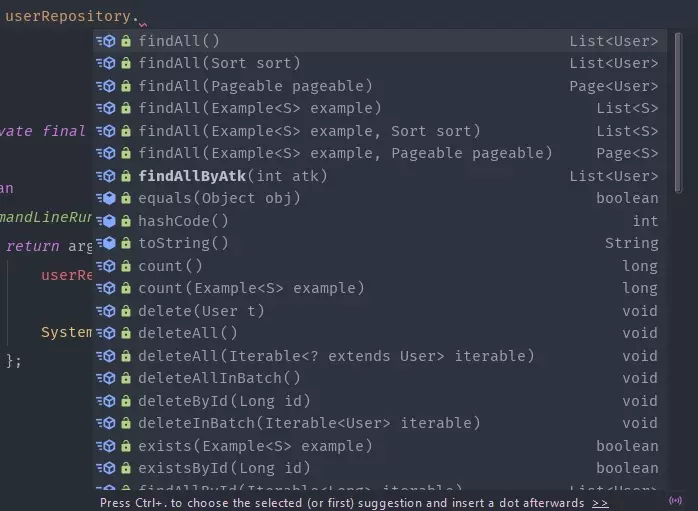 userRepository.
findAll() List<User>
findAll(Sort sort) List<User>
findAll(Pageable pageable) Page<User>
findAll(Example<S> example) List<S>
vate final findAll(Example<S> example, Sort sort) List<S>
findAll(Example<S> example, Pageable pageable) Page<S>
an findAllByAtk(int atk) List<User>
equals(Object obj) boolean
mandLineRun hashCode() int
return arg toString() String
userRe count() long
count(Example<S> example) long
delete(User t) void
System deleteAll() void
}; deleteAll(Iterable<? extends User> iterable) void
deleteAllInBatch() void
deleteById(Long id) void
deleteInBatch(Iterable<User> iterable) void
exists(Example<S> example) boolean
existsById(Long id) boolean
findAllById(Iterable<Long> iterable) List<User>
Press Ctrl+. to choose the selected (or first) suggestion and insert a dot afterwards >>